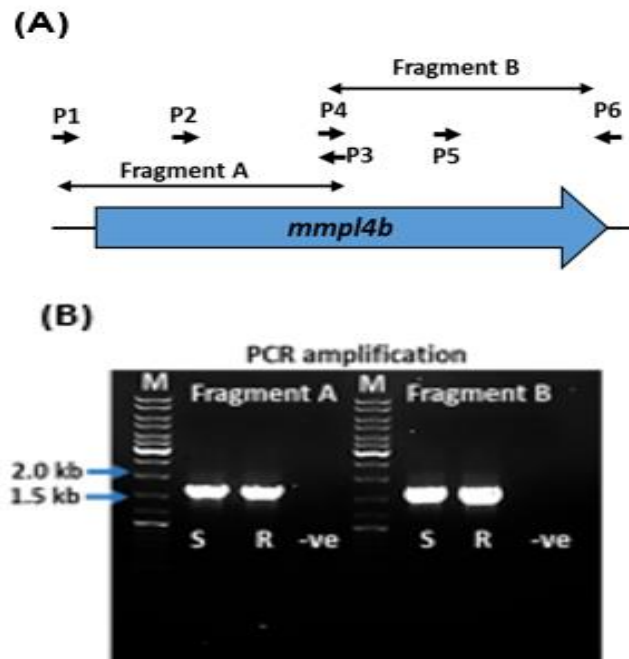 (A)
Fragment B
P1 P2 P4 P6
P3 P5
Fragment A
mmpl4b
(B)
PCR amplification
M Fragment A M Fragment B
2.0 kb
1.5 kb
S R -ve S R -ve